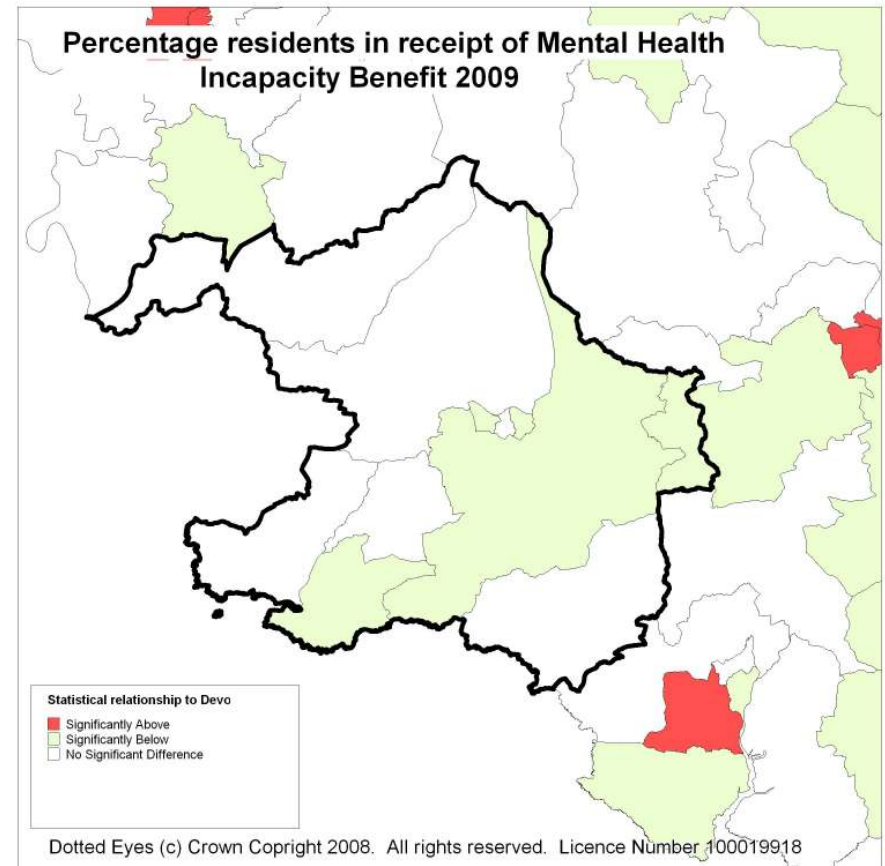 Percentage residents in receipt of Mental Health
Incapacity Benefit 2009
Statistical relationship to Devo
Significantly Above
Significantly Below
No Significant Difference
Dotted Eyes (c) Crown Copright 2008. All rights reserved. Licence Number 100019918